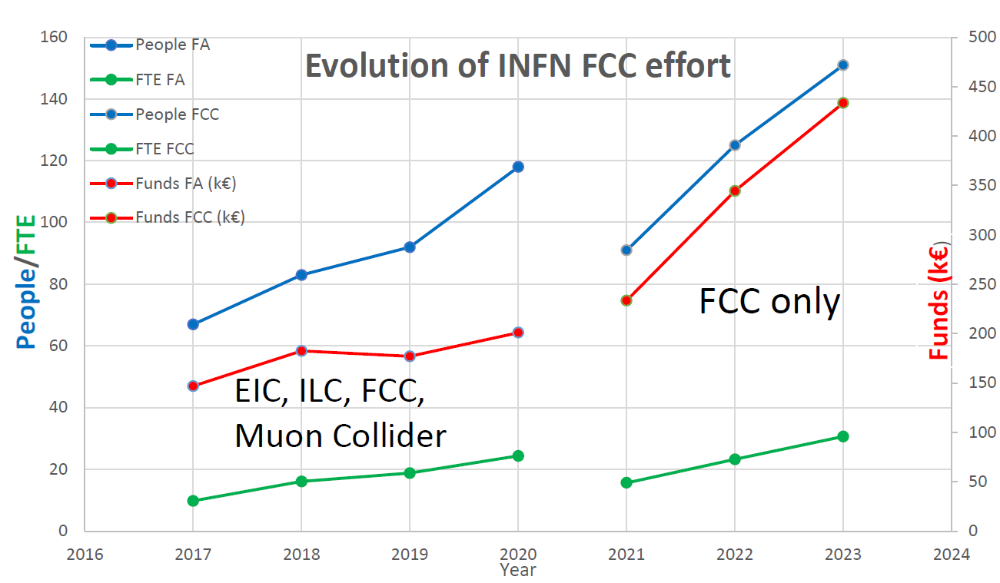 Evolution of INFN FCC effort
People FA
FTE FA
People FCC
FTE FCC
Funds FA (k€)
Funds FCC (k€)
160
140
120
100
80
60
40
20
0
People/FTE
500
450
400
350
300
250
200
150
100
50
0
Funds (k€)
FCC only
EIC, ILC, FCC,
Muon Collider
2016 2017 2018 2019 2020 2021 2022 2023 2024
Year